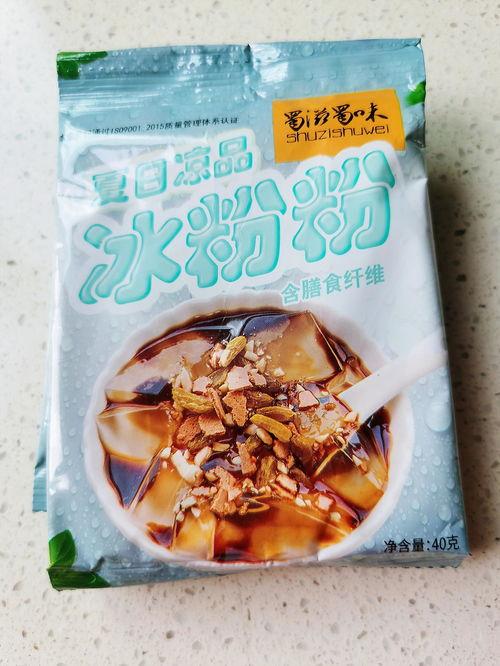 通过ISO9001:2015质量管理体系认证
蜀滋蜀味
shuzishuwei
夏日凉品
冰粉粉
含膳食纤维
净含量:40克